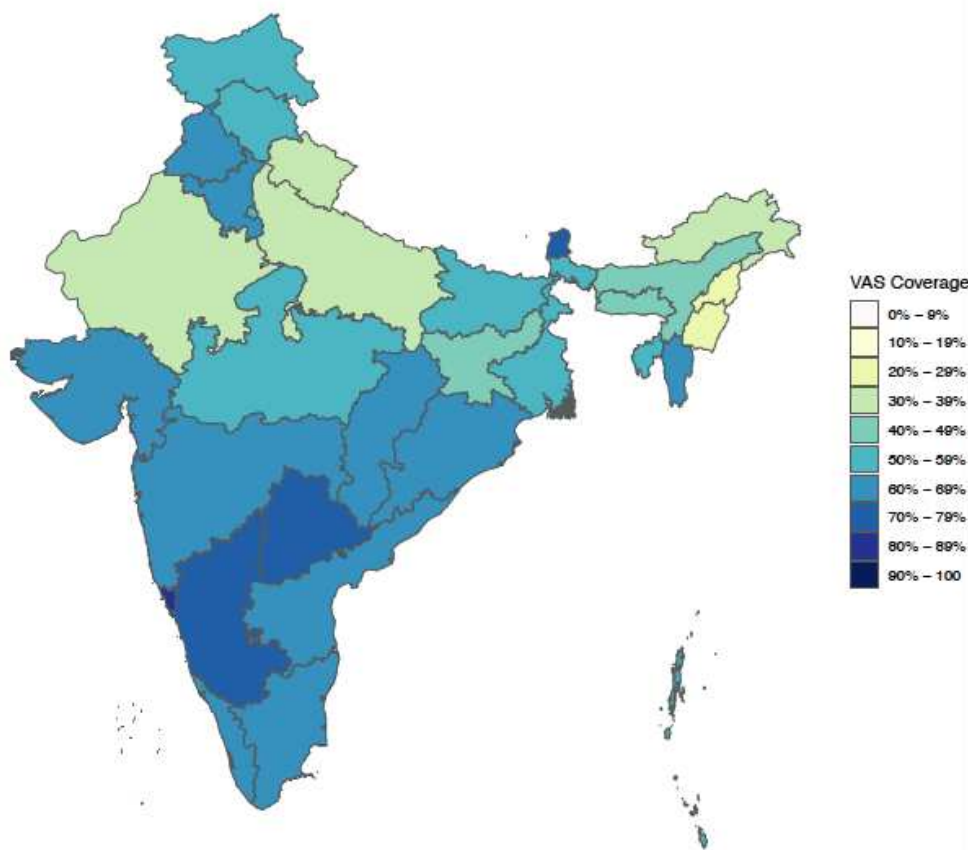 VAS Coverage
0% – 9%
10% – 19%
20% – 29%
30% – 39%
40% – 49%
50% – 59%
60% – 69%
70% – 79%
80% – 89%
90% – 100